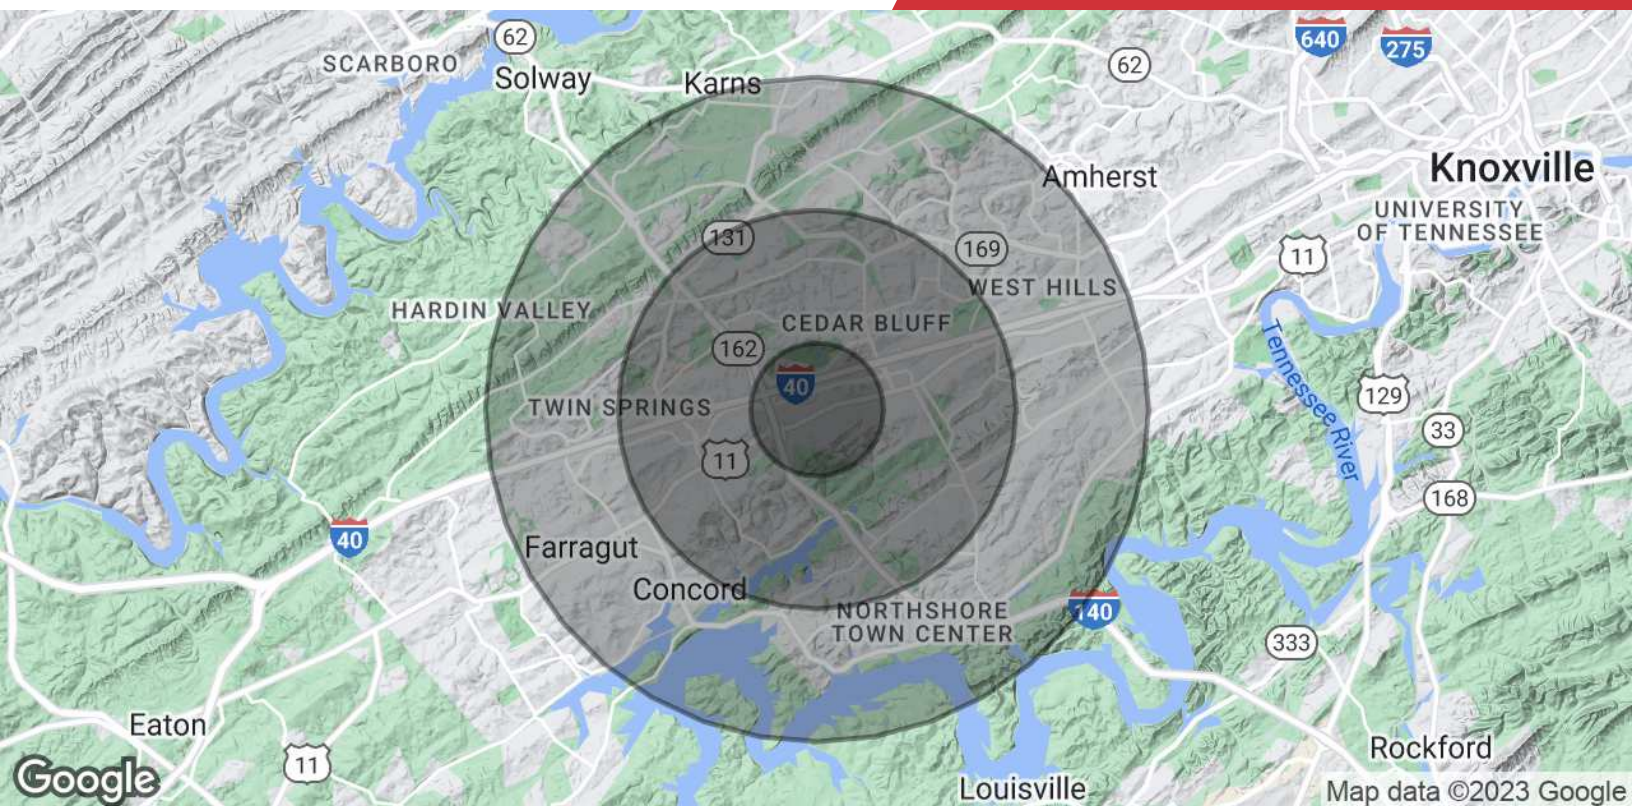 62
640
275
SCARBORO
62
Solway
Karns
Knoxville
Amherst
UNIVERSITY
OF TENNESSEE
131
169
11
WEST HILLS
HARDIN VALLEY
CEDAR BLUFF
162
40
Tennessee River
129
TWIN SPRINGS
33
11
168
40
Farragut
Concord
NORTHSHORE
TOWN CENTER
140
333
Eaton
Rockford
11
Google
Louisville
Map data ©2023 Google